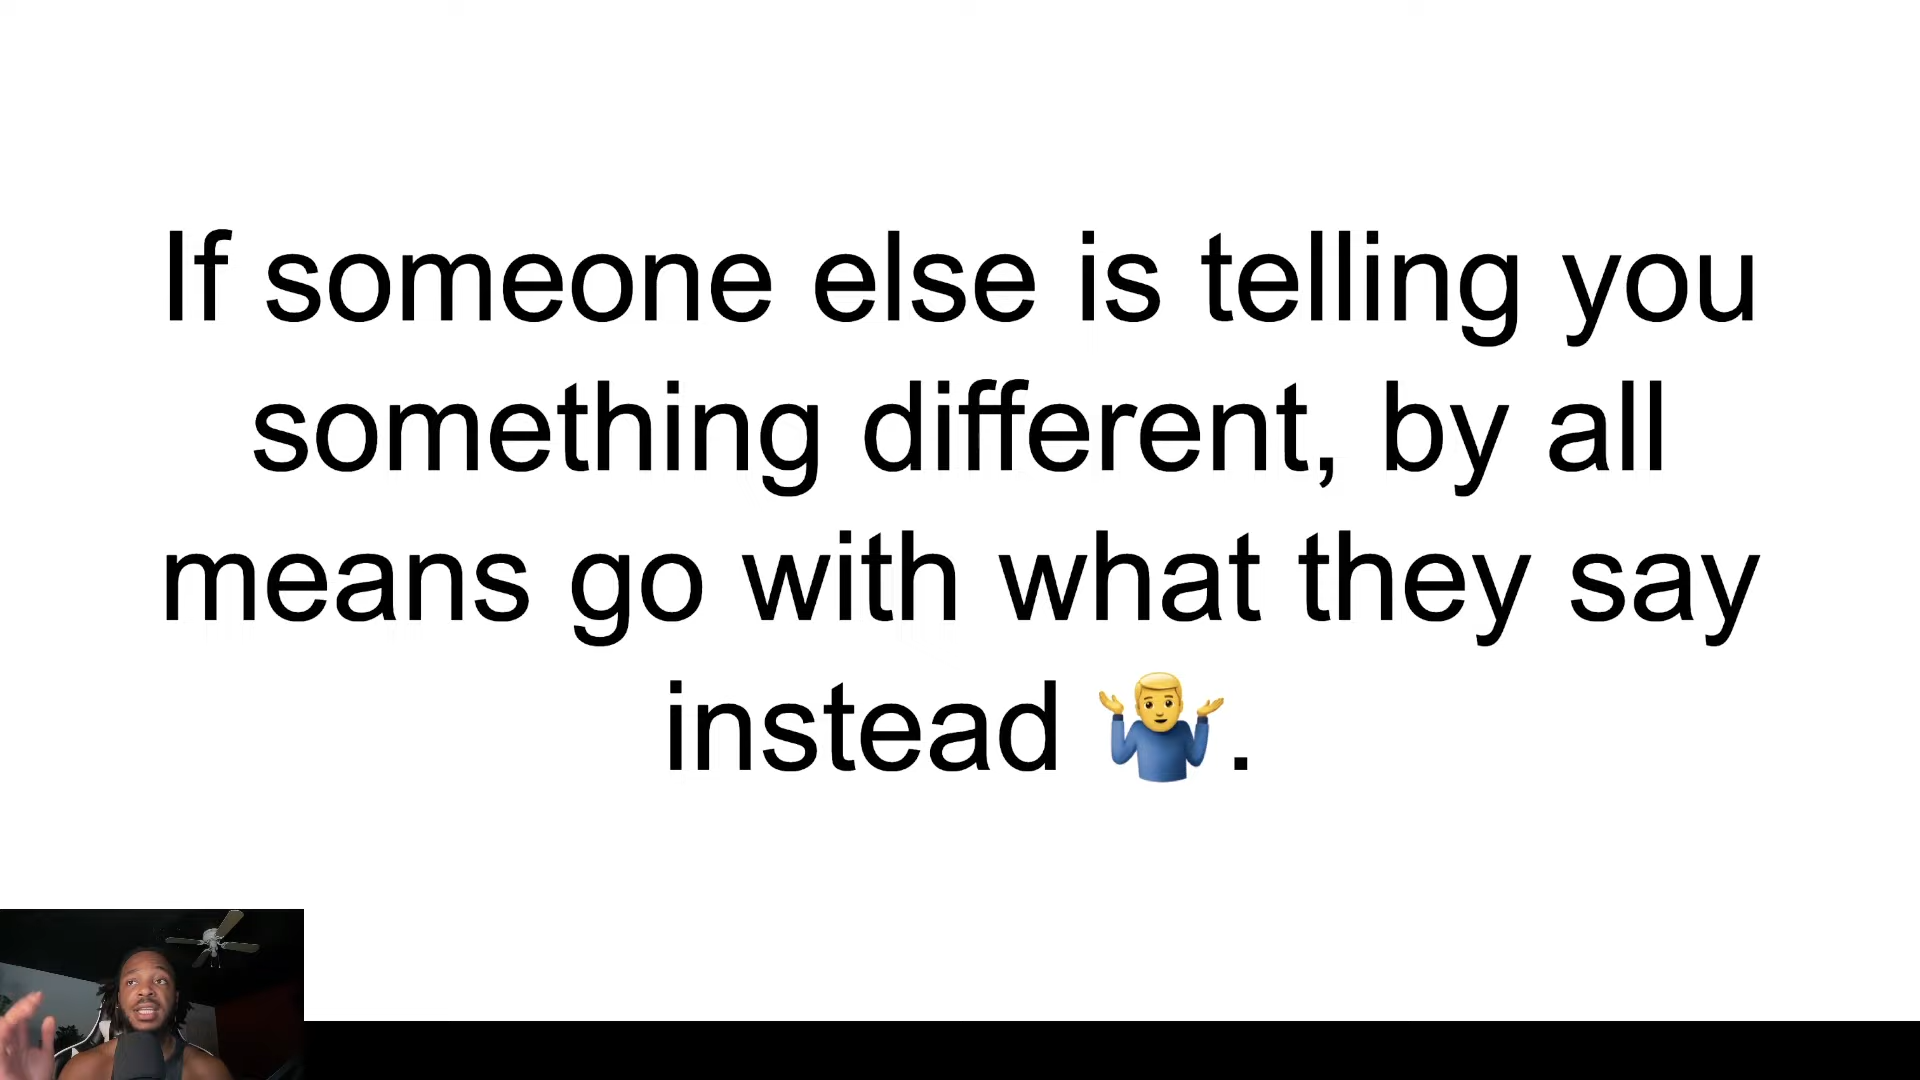 If someone else is telling you
something different, by all
means go with what they say
instead 🤷‍♂️.